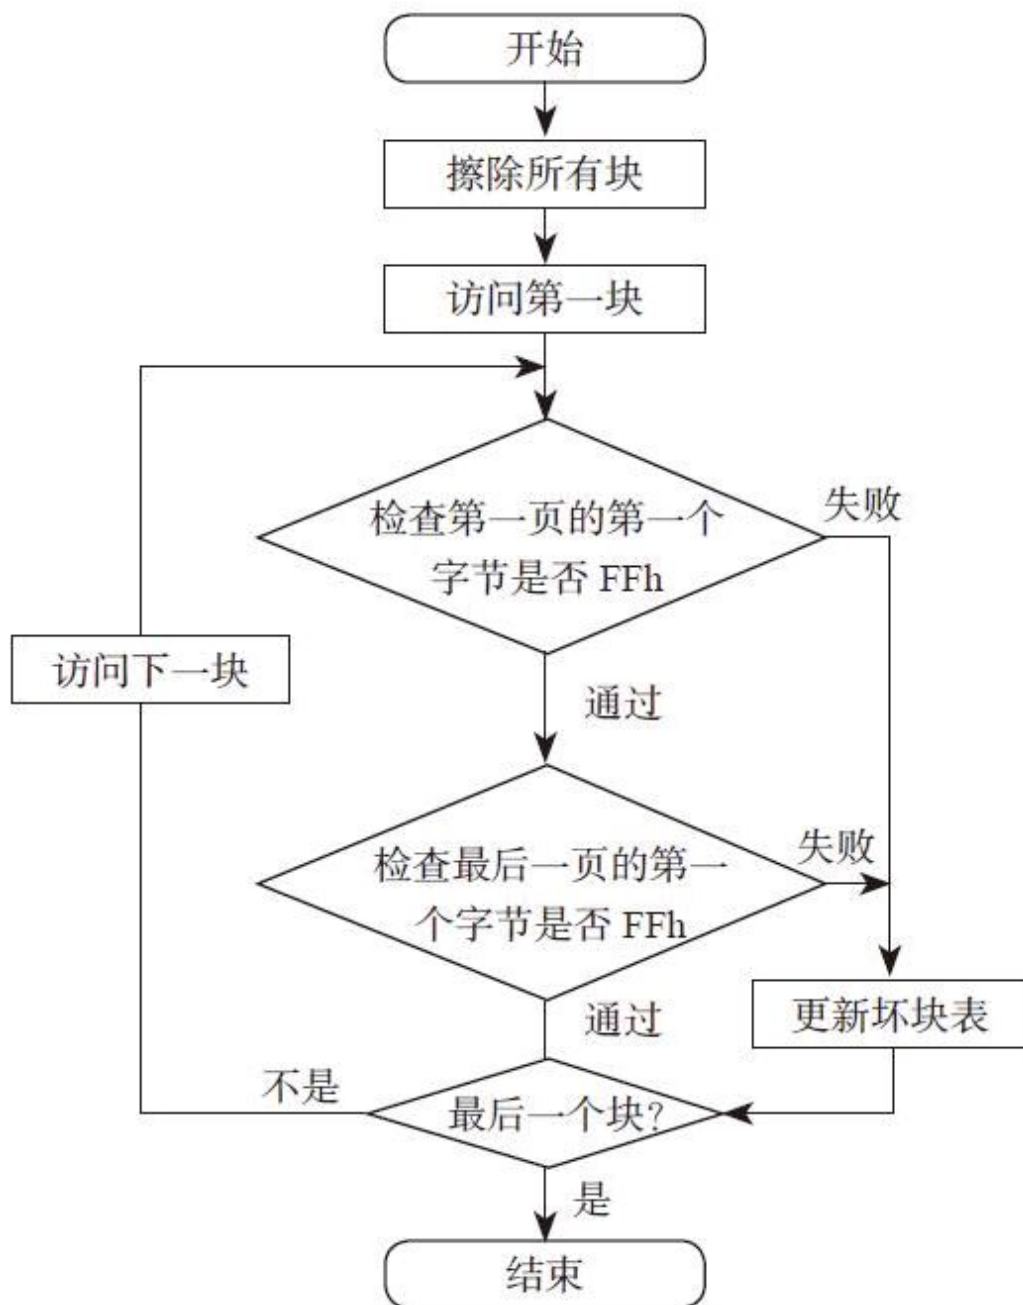 开始
擦除所有块
访问第一块
检查第一页的第一个
字节是否 FFh
失败
访问下一块
通过
检查最后一页的第一
个字节是否 FFh
失败
通过
更新坏块表
不是
最后一个块?
是
结束